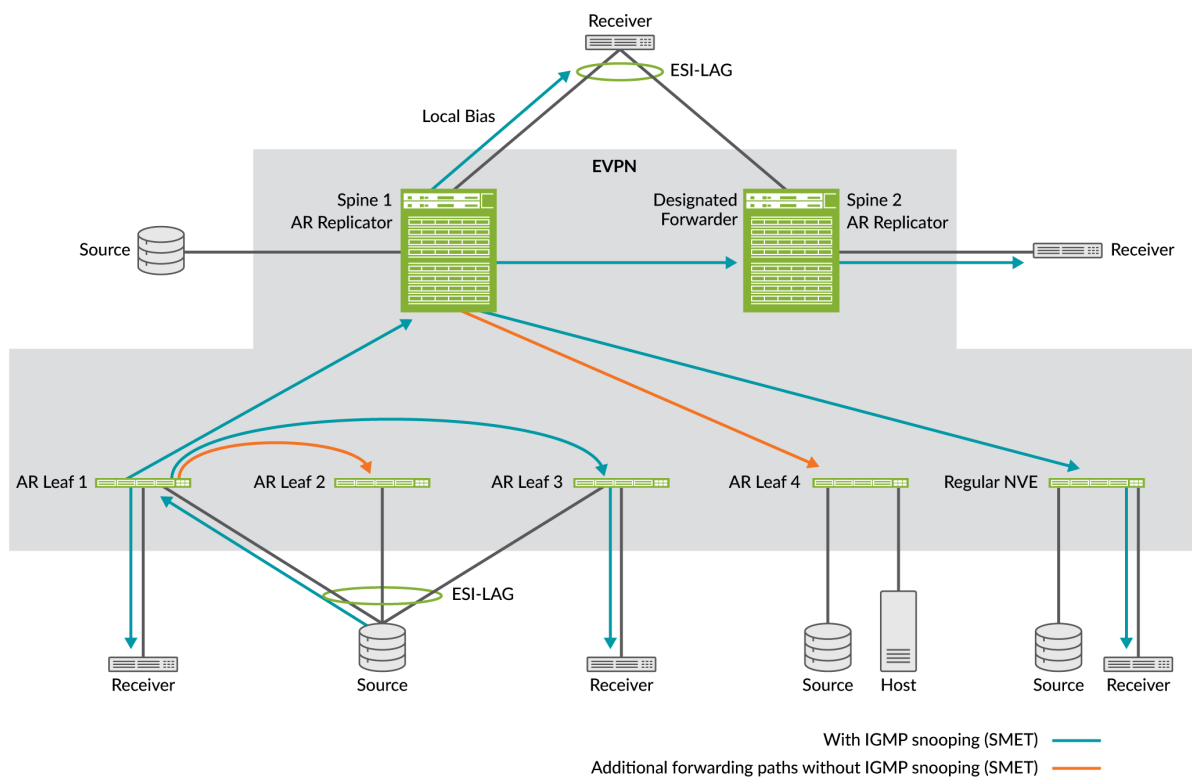 Receiver
ESI-LAG
Local Bias
EVPN
Spine 1
AR Replicator
Designated
Forwarder
Spine 2
AR Replicator
Source
Receiver
AR Leaf 1
AR Leaf 2
AR Leaf 3
AR Leaf 4
Regular NVE
ESI-LAG
Receiver
Source
Receiver
Source
Host
Source
Receiver
With IGMP snooping (SMET)
Additional forwarding paths without IGMP snooping (SMET)